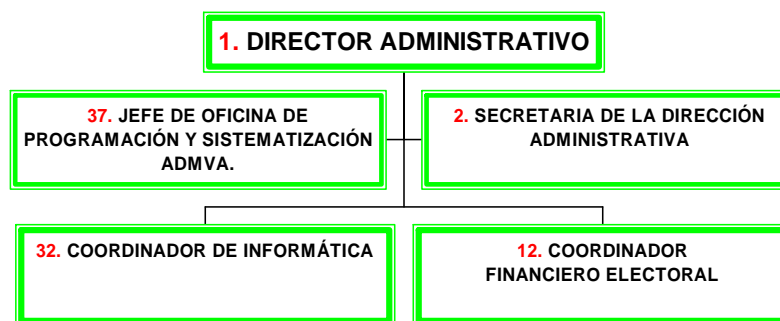 1. DIRECTOR ADMINISTRATIVO
37. JEFE DE OFICINA DE
PROGRAMACIÓN Y SISTEMATIZACIÓN
ADMVA.
2. SECRETARIA DE LA DIRECCIÓN
ADMINISTRATIVA
32. COORDINADOR DE INFORMÁTICA
12. COORDINADOR
FINANCIERO ELECTORAL